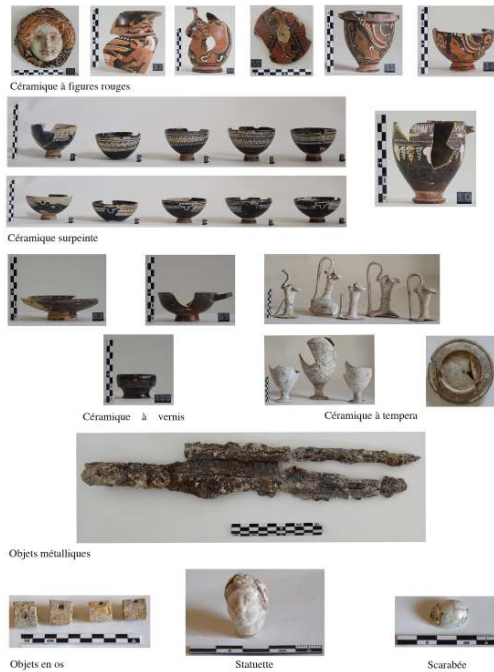 Céramique à figures rouges
Céramique surpeinte
Céramique à vernis
Céramique à tempera
Objets métalliques
Objets en os
Statuette
Scarabée